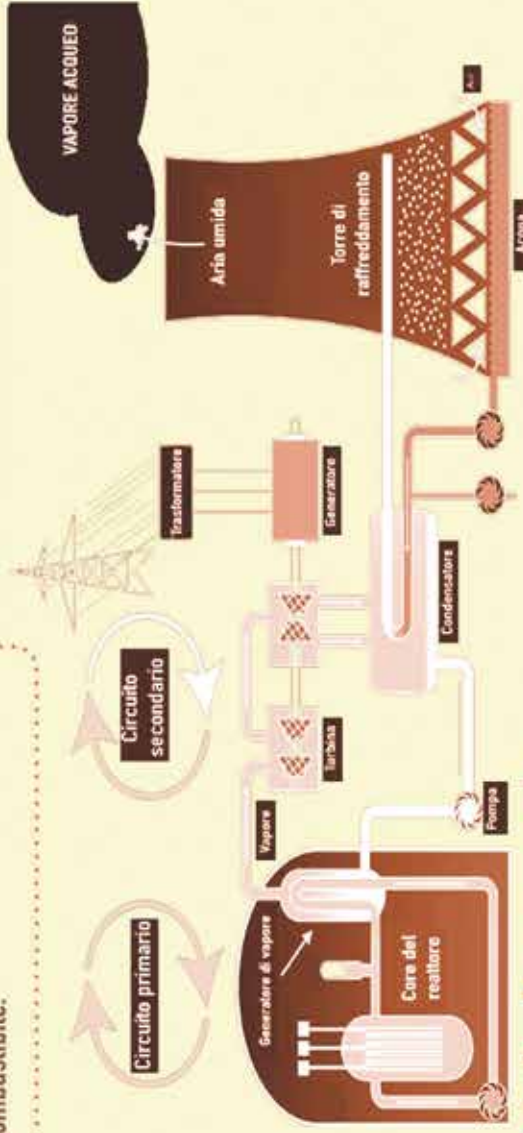 VAPORE ACQUEO
Aria umida
Torre di
raffreddamento
Acqua
Trasformatore
Generatore
Circuito
secondario
Turbina
Condensatore
Vapore
Pompa
Circuito primario
Generatore di vapore
Core del
reattore